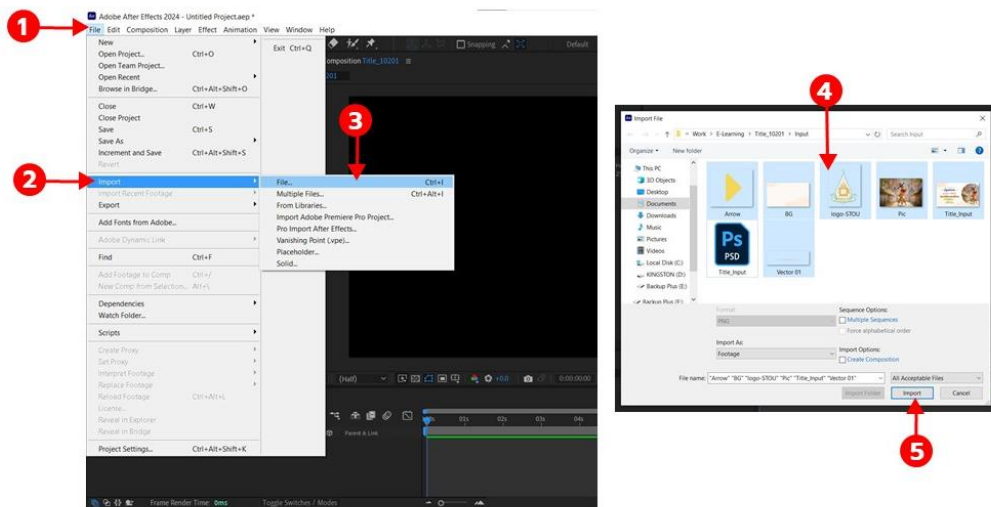 Adobe After Effects 2024 - Untitled Project.aep *
File Edit Composition Layer Effect Animation View Window Help
1
New
Open Project... Ctrl+O
Open Team Project...
Open Recent
Browse in Bridge... Ctrl+Alt+Shift+O
Close Ctrl+W
Close Project
Save Ctrl+S
Save As
Increment and Save Ctrl+Alt+Shift+S
Revert
2
Import
Import Recent Footage
Export
Add Fonts from Adobe...
Adobe Dynamic Link
Find Ctrl+F
Add Footage to Comp Ctrl+/
New Comp from Selection... Alt+\
Dependencies
Watch Folder...
Scripts
Create Proxy
Set Proxy
Interpret Footage
Replace Footage
Reload Footage Ctrl+Alt+L
License...
Reveal in Explorer
Reveal in Bridge
Project Settings... Ctrl+Alt+Shift+K
Exit Ctrl+Q
Snapping
Default
omposition Title_10201
201
3
File... Ctrl+I
Multiple Files... Ctrl+Alt+I
From Libraries...
Import Adobe Premiere Pro Project...
Pro Import After Effects...
Vanishing Point (.vpe)...
Placeholder...
Solid...
(Half)
+0.0
0:00:00:00
01s 02s 03s 04s
Parent & Link
Frame Render Time: 0ms
Toggle Switches / Modes
4
Import File
Work > E-Learning > Title_10201 > Input
Search Input
Organize New folder
This PC
3D Objects
Desktop
Documents
Downloads
Music
Pictures
Videos
Local Disk (C:)
KINGSTON (D:)
Backup Plus (E:)
Backup Plus (E:)
Arrow
BG
logo-STOU
Pic
Title_Input
Ps
PSD
Title_Input
Vector 01
Format:
PNG
Sequence Options:
Multiple Sequences
Force alphabetical order
Import As:
Footage
Import Options:
Create Composition
File name: "Arrow" "BG" "logo-STOU" "Pic" "Title_Input" "Vector 01"
All Acceptable Files
Import Folder
Import
Cancel
5